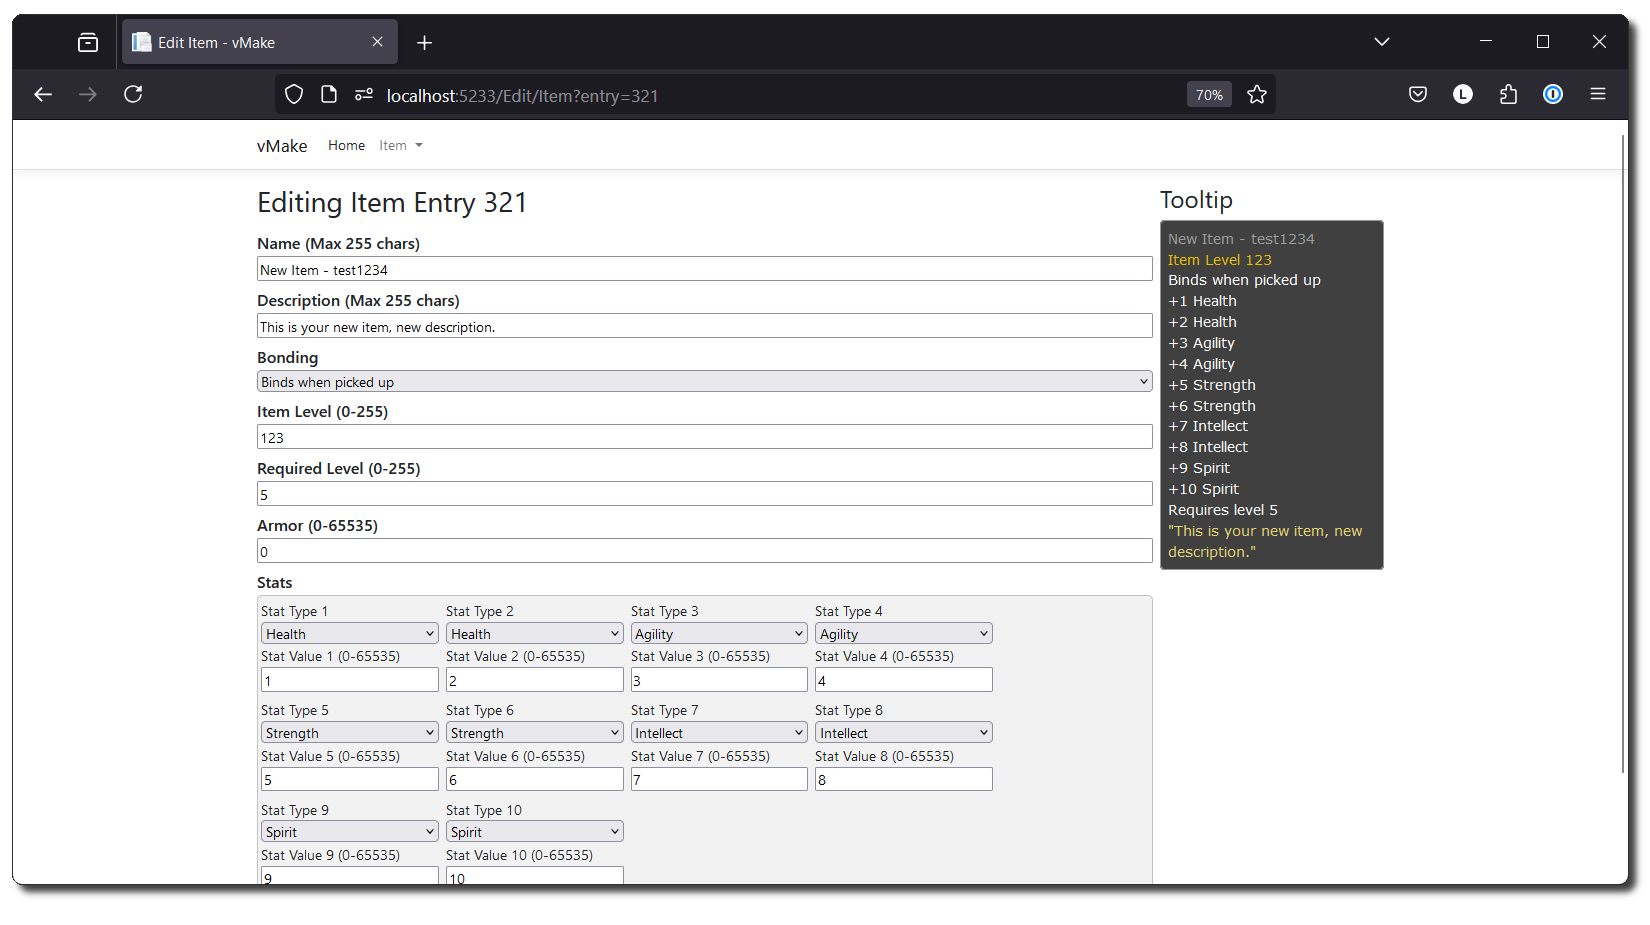 Edit Item - vMake
localhost:5233/Edit/Item?entry=321
70%
L
vMake Home Item
Editing Item Entry 321
Name (Max 255 chars)
New Item - test1234
Description (Max 255 chars)
This is your new item, new description.
Bonding
Binds when picked up
Item Level (0-255)
123
Required Level (0-255)
5
Armor (0-65535)
0
Stats
Stat Type 1 Stat Type 2 Stat Type 3 Stat Type 4
Health Health Agility Agility
Stat Value 1 (0-65535) Stat Value 2 (0-65535) Stat Value 3 (0-65535) Stat Value 4 (0-65535)
1 2 3 4
Stat Type 5 Stat Type 6 Stat Type 7 Stat Type 8
Strength Strength Intellect Intellect
Stat Value 5 (0-65535) Stat Value 6 (0-65535) Stat Value 7 (0-65535) Stat Value 8 (0-65535)
5 6 7 8
Stat Type 9 Stat Type 10
Spirit Spirit
Stat Value 9 (0-65535) Stat Value 10 (0-65535)
9 10
Tooltip
New Item - test1234
Item Level 123
Binds when picked up
+1 Health
+2 Health
+3 Agility
+4 Agility
+5 Strength
+6 Strength
+7 Intellect
+8 Intellect
+9 Spirit
+10 Spirit
Requires level 5
"This is your new item, new
description."